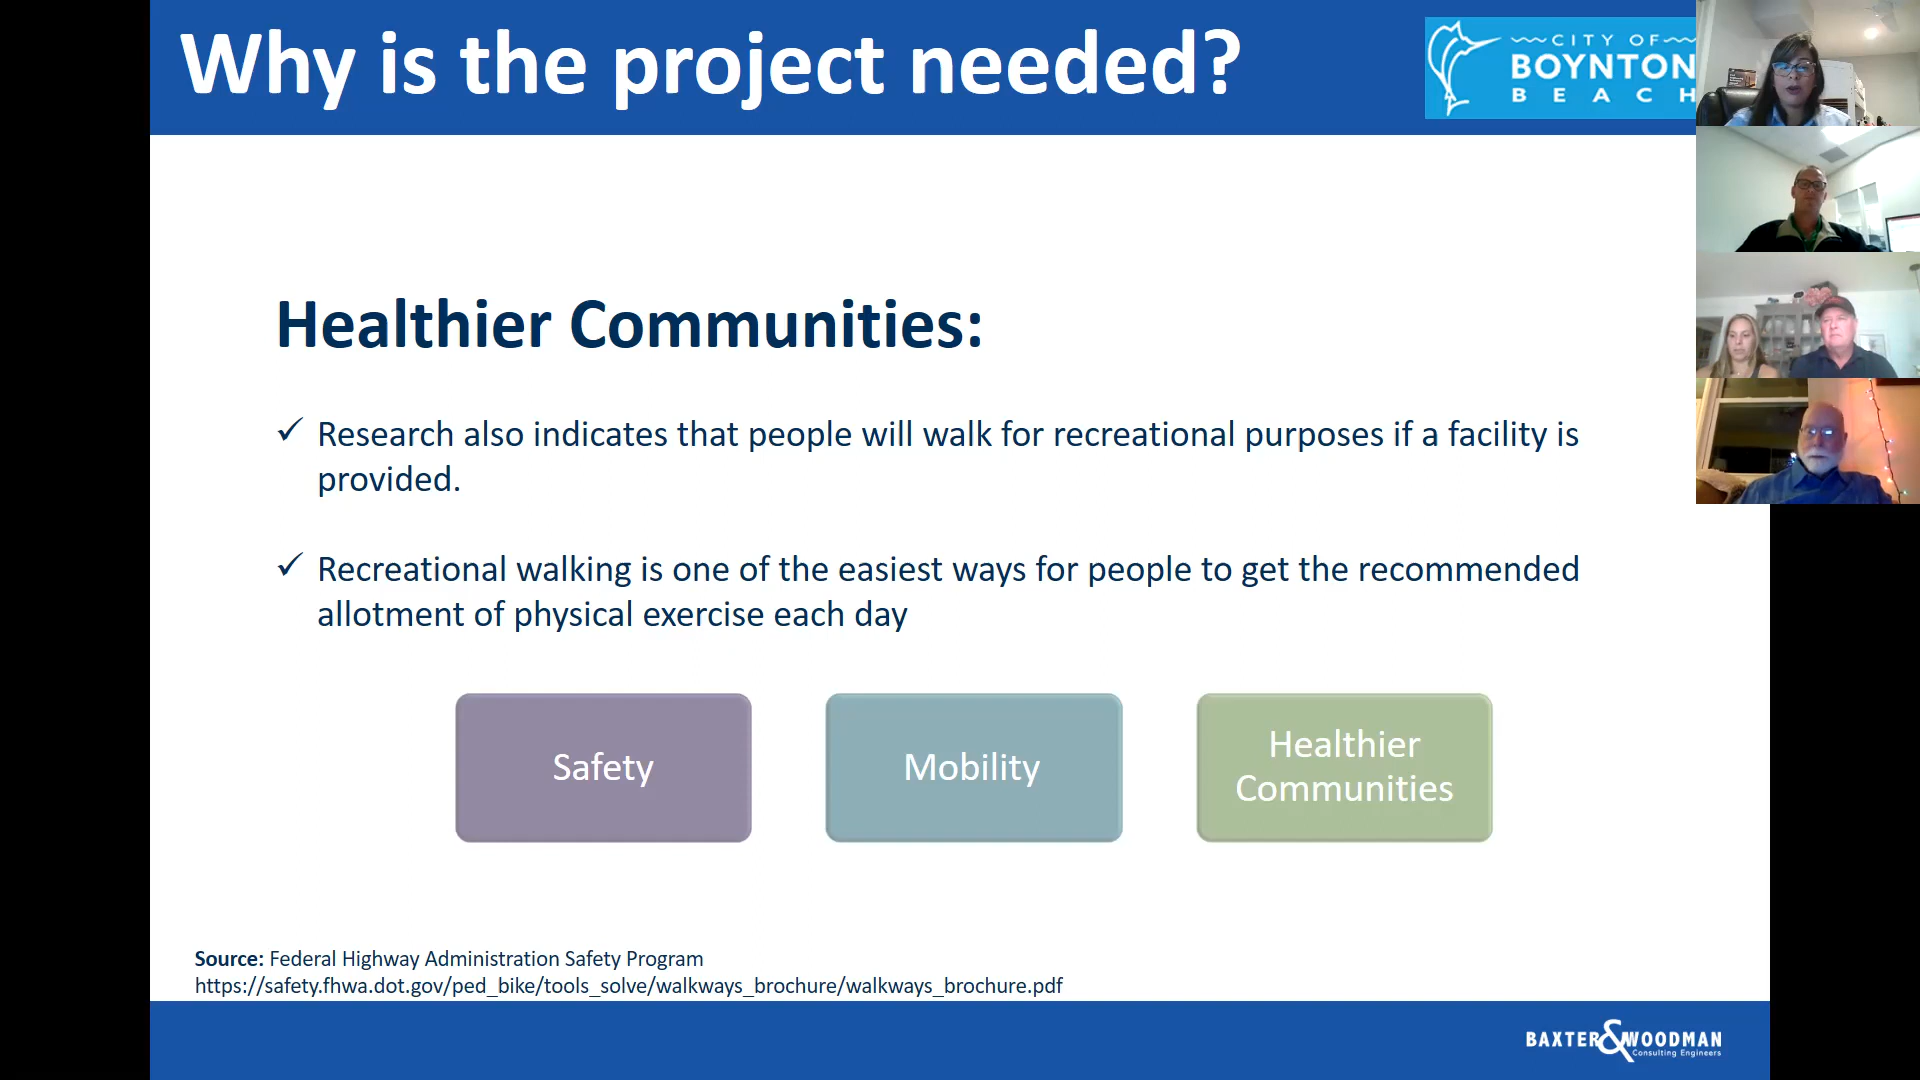 Why is the project needed?
CITY OF
BOYNTON
BEACH
Healthier Communities:
✓ Research also indicates that people will walk for recreational purposes if a facility is
provided.
✓ Recreational walking is one of the easiest ways for people to get the recommended
allotment of physical exercise each day
Safety
Mobility
Healthier
Communities
Source: Federal Highway Administration Safety Program
https://safety.fhwa.dot.gov/ped_bike/tools_solve/walkways_brochure/walkways_brochure.pdf
BAXTER&WOODMAN
Consulting Engineers